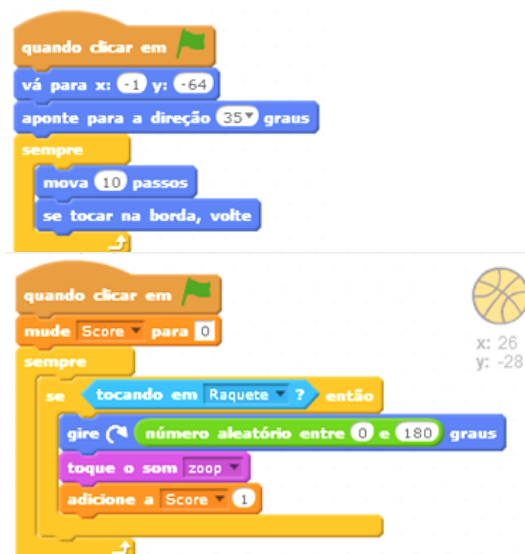 quando clicar em
vá para x: -1 y: -64
aponte para a direção 35 graus
sempre
mova 10 passos
se tocar na borda, volte
quando clicar em
mude Score para 0
sempre
se tocando em Raquete ? então
gire número aleatório entre 0 e 180 graus
toque o som zoop
adicione a Score 1
x: 26
y: -28